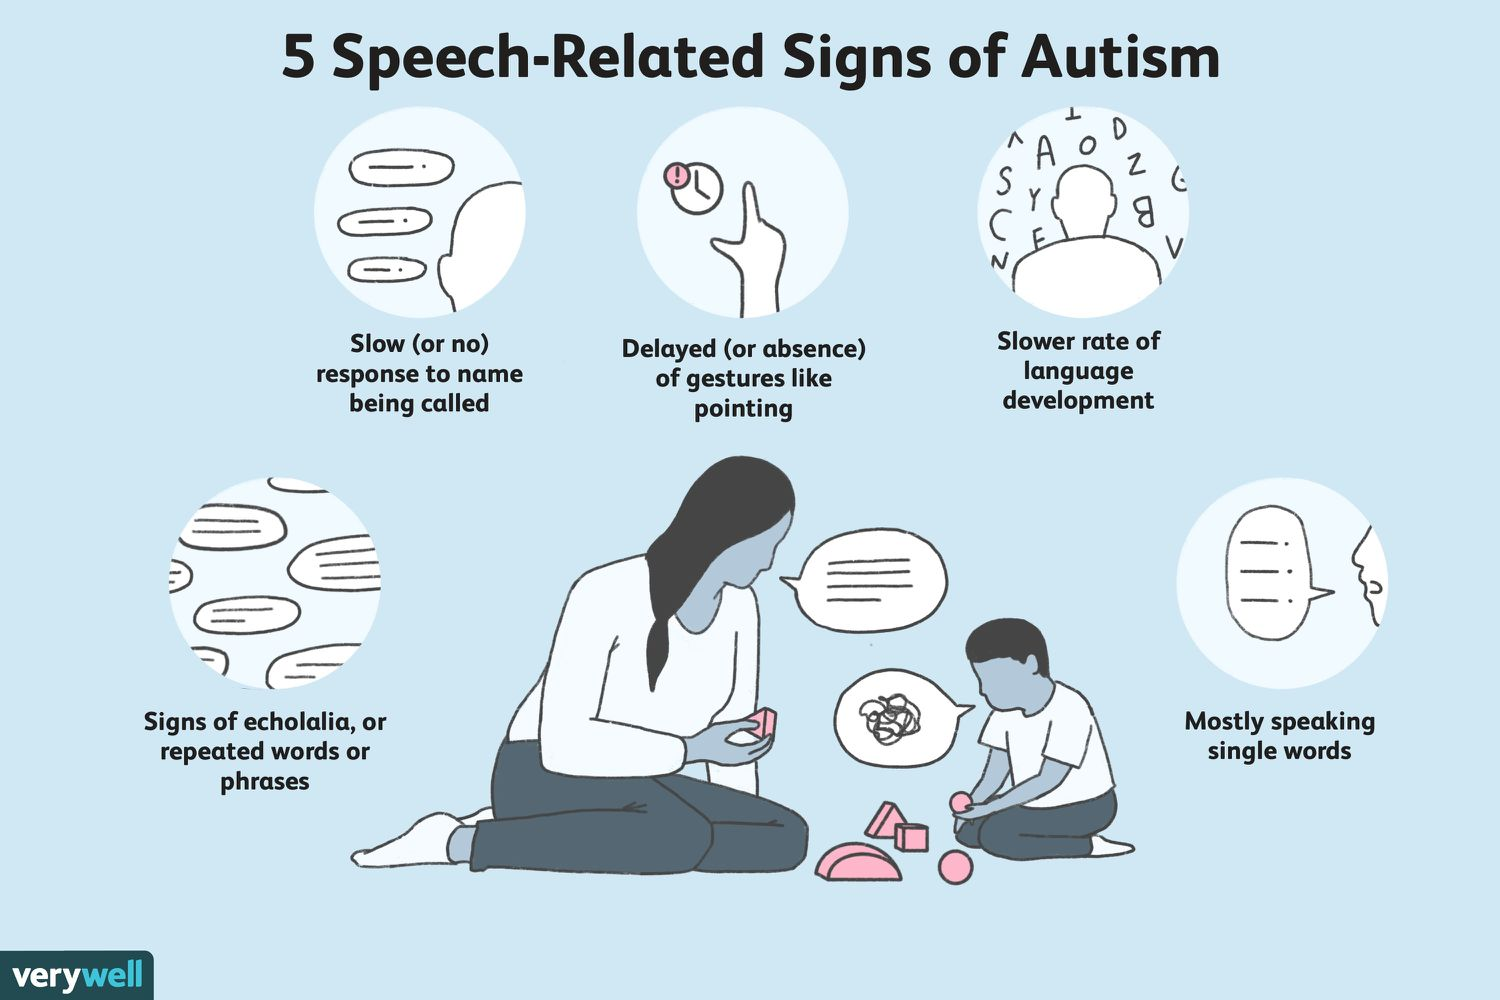 5 Speech-Related Signs of Autism
Slow (or no)
response to name
being called
Delayed (or absence)
of gestures like
pointing
I
D
A
O
Z
S
Y
B
C
E
V
N
Slower rate of
language
development
Signs of echolalia, or
repeated words or
phrases
Mostly speaking
single words
verywell